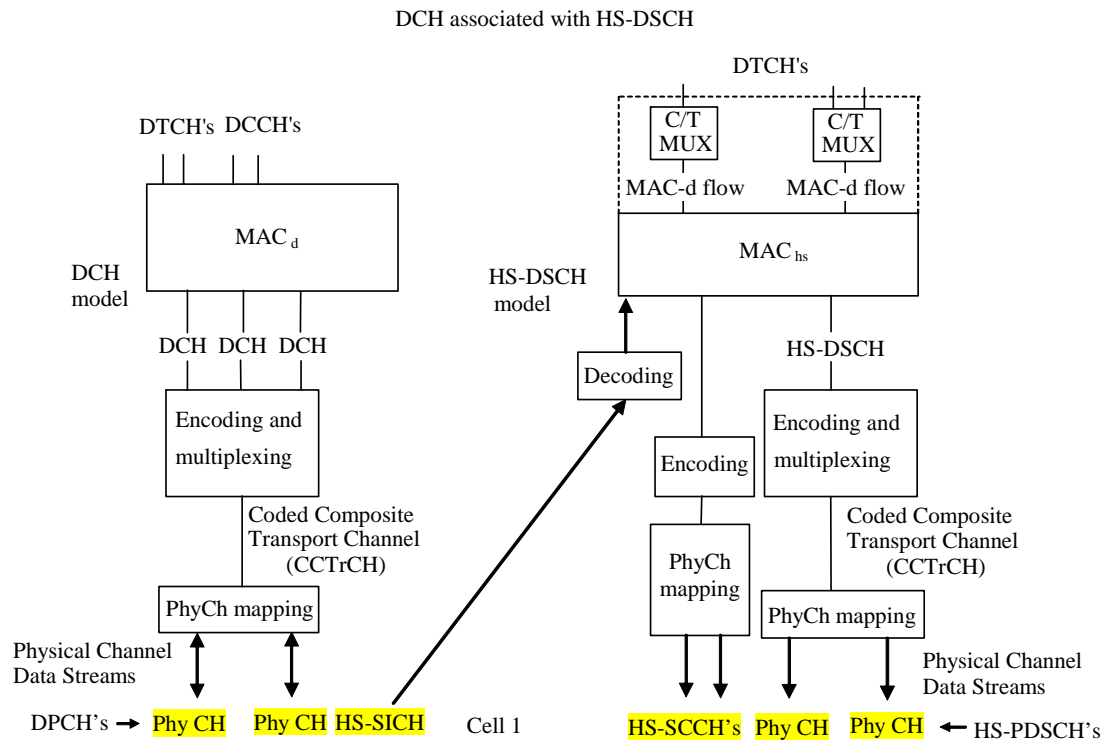 DCH associated with HS-DSCH
DTCH's
C/T
MUX
C/T
MUX
DTCH's DCCH's
MAC-d flow
MAC-d flow
MAC d
MAC hs
DCH
model
HS-DSCH
model
DCH DCH DCH
HS-DSCH
Decoding
Encoding and
multiplexing
Encoding
Encoding and
multiplexing
Coded Composite
Transport Channel
(CCTrCH)
PhyCh
mapping
Coded Composite
Transport Channel
(CCTrCH)
PhyCh mapping
PhyCh mapping
Physical Channel
Data Streams
Physical Channel
Data Streams
DPCH’s
Phy CH
Phy CH
HS-SICH
Cell 1
HS-SCCH's
Phy CH
Phy CH
HS-PDSCH's